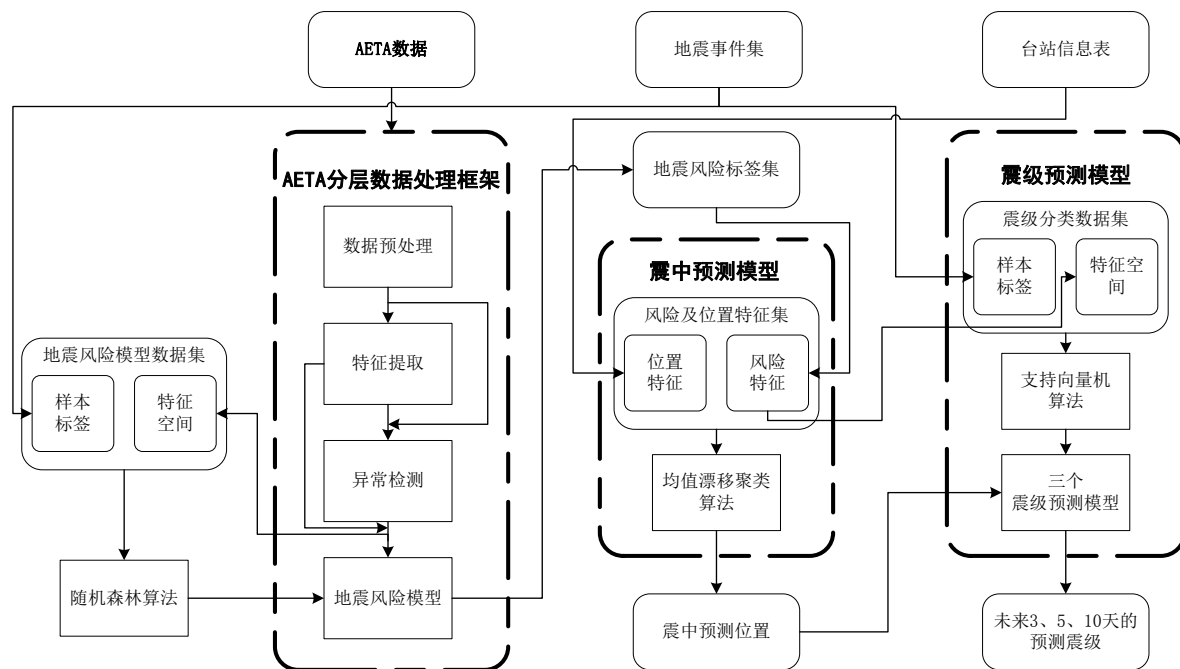 AETA数据
地震事件集
台站信息表
AETA分层数据处理框架
数据预处理
特征提取
异常检测
地震风险模型
地震风险模型数据集
样本
标签
特征
空间
随机森林算法
地震风险标签集
震中预测模型
风险及位置特征集
位置
特征
风险
特征
均值漂移聚类
算法
震中预测位置
震级预测模型
震级分类数据集
样本
标签
特征空
间
支持向量机
算法
三个
震级预测模型
未来3、5、10天的
预测震级